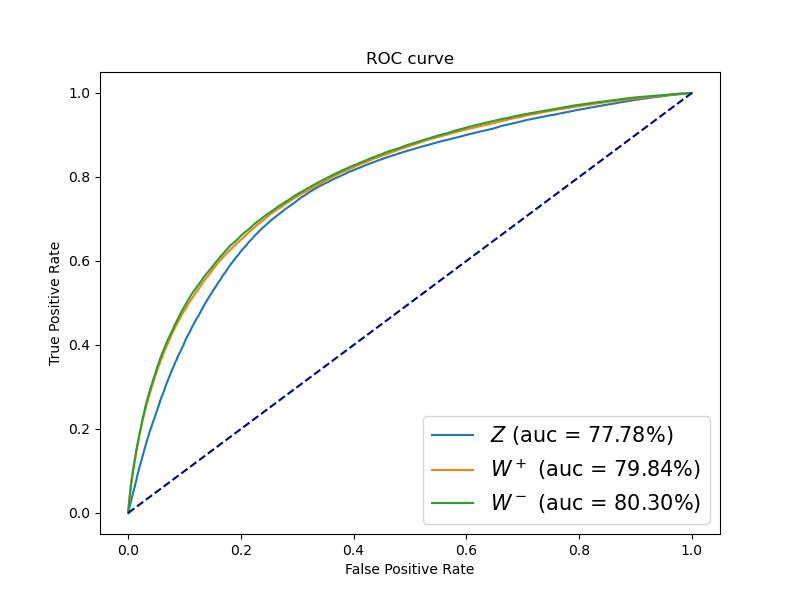 ROC curve
1.0
0.8
0.6
0.4
0.2
0.0
True Positive Rate
Z (auc = 77.78%)
W⁺ (auc = 79.84%)
W⁻ (auc = 80.30%)
0.0 0.2 0.4 0.6 0.8 1.0
False Positive Rate